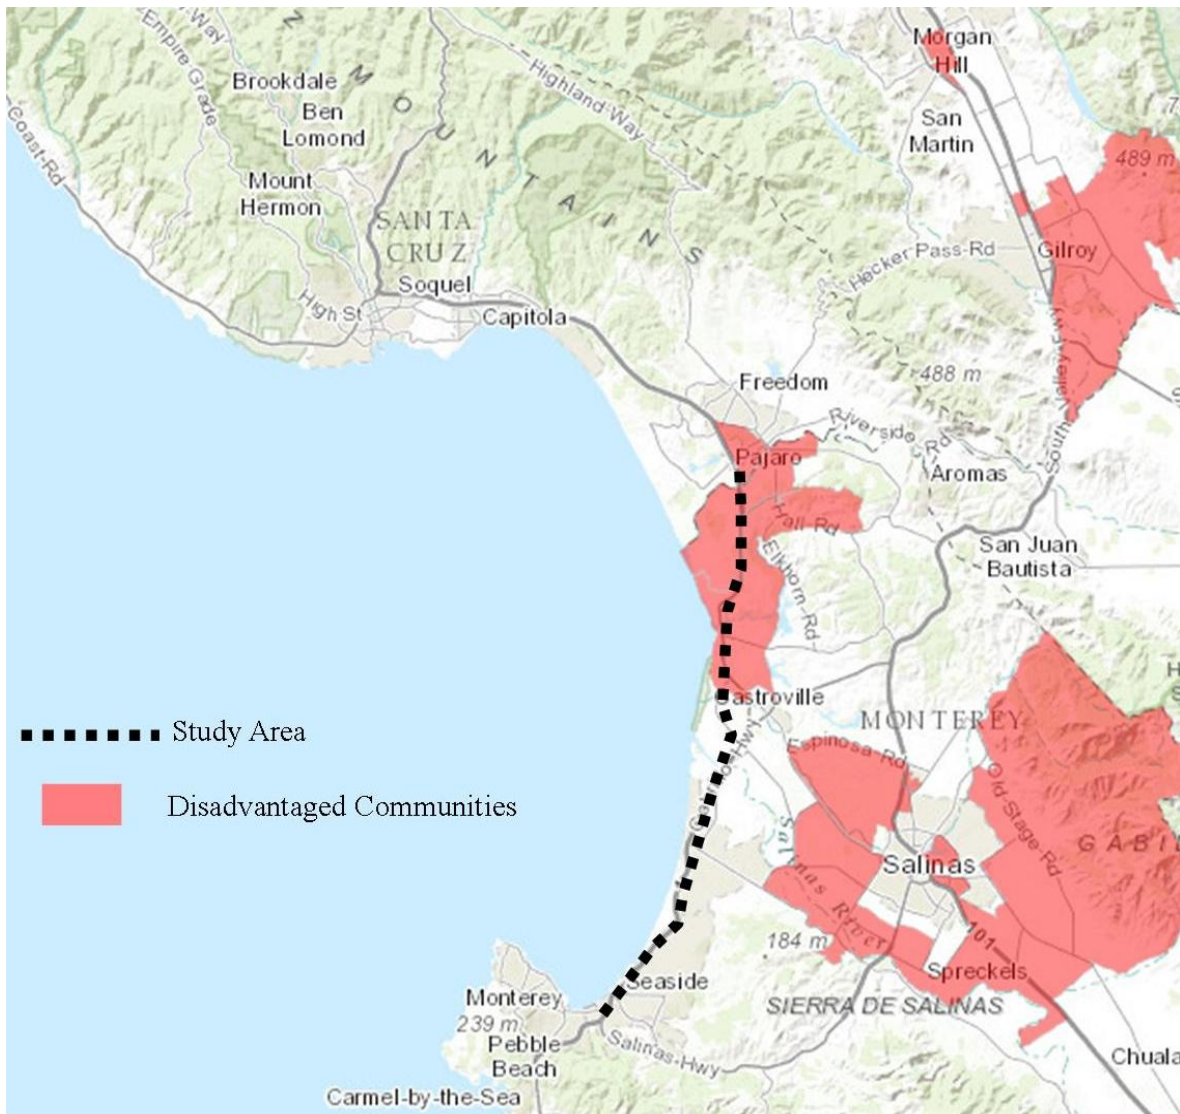 Morgan
Hill
Brookdale
Way
Empire Grade
Highland-Way
Ben
Lomond
San
Martin
Coast-Rd
MOUNTAINS
489 m
Mount
Hermon
SANTA
CRUZ
Gilroy
Hecker Pass-Rd
Soquel
High St
Capitola
488 m
Freedom
Riverside Rd
South
Valley
Pajaro
Aromas
Hall-Rd
San Juan
Bautista
Elkhorn-Rd
Castroville
MONTEREY
Study Area
Espinosa-Rd
Hwy
Old-Stage-Rd
Disadvantaged Communities
GABIL
Salinas
Salinas River
184 m
101
Spreckels
Seaside
Monterey
SIERRA DE SALINAS
239 m
Pebble
Beach
Salinas-Hwy
Chuala
Carmel-by-the-Sea